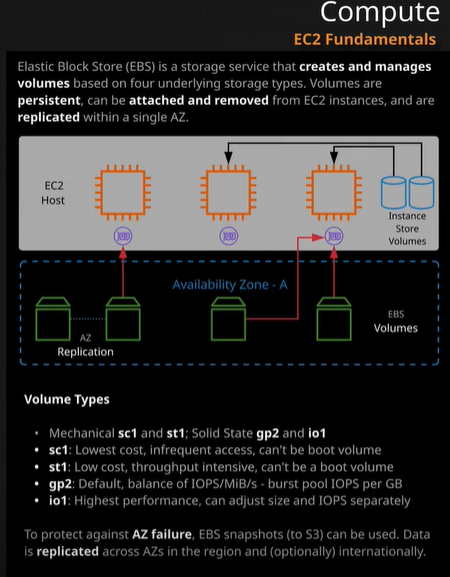 Compute
EC2 Fundamentals
Elastic Block Store (EBS) is a storage service that creates and manages
volumes based on four underlying storage types. Volumes are
persistent, can be attached and removed from EC2 instances, and are
replicated within a single AZ.
EC2
Host
Instance
Store
Volumes
Availability Zone - A
AZ
Replication
EBS
Volumes
Volume Types
• Mechanical sc1 and st1; Solid State gp2 and io1
• sc1: Lowest cost, infrequent access, can't be boot volume
• st1: Low cost, throughput intensive, can't be a boot volume
• gp2: Default, balance of IOPS/MiB/s - burst pool IOPS per GB
• io1: Highest performance, can adjust size and IOPS separately
To protect against AZ failure, EBS snapshots (to S3) can be used. Data
is replicated across AZs in the region and (optionally) internationally.